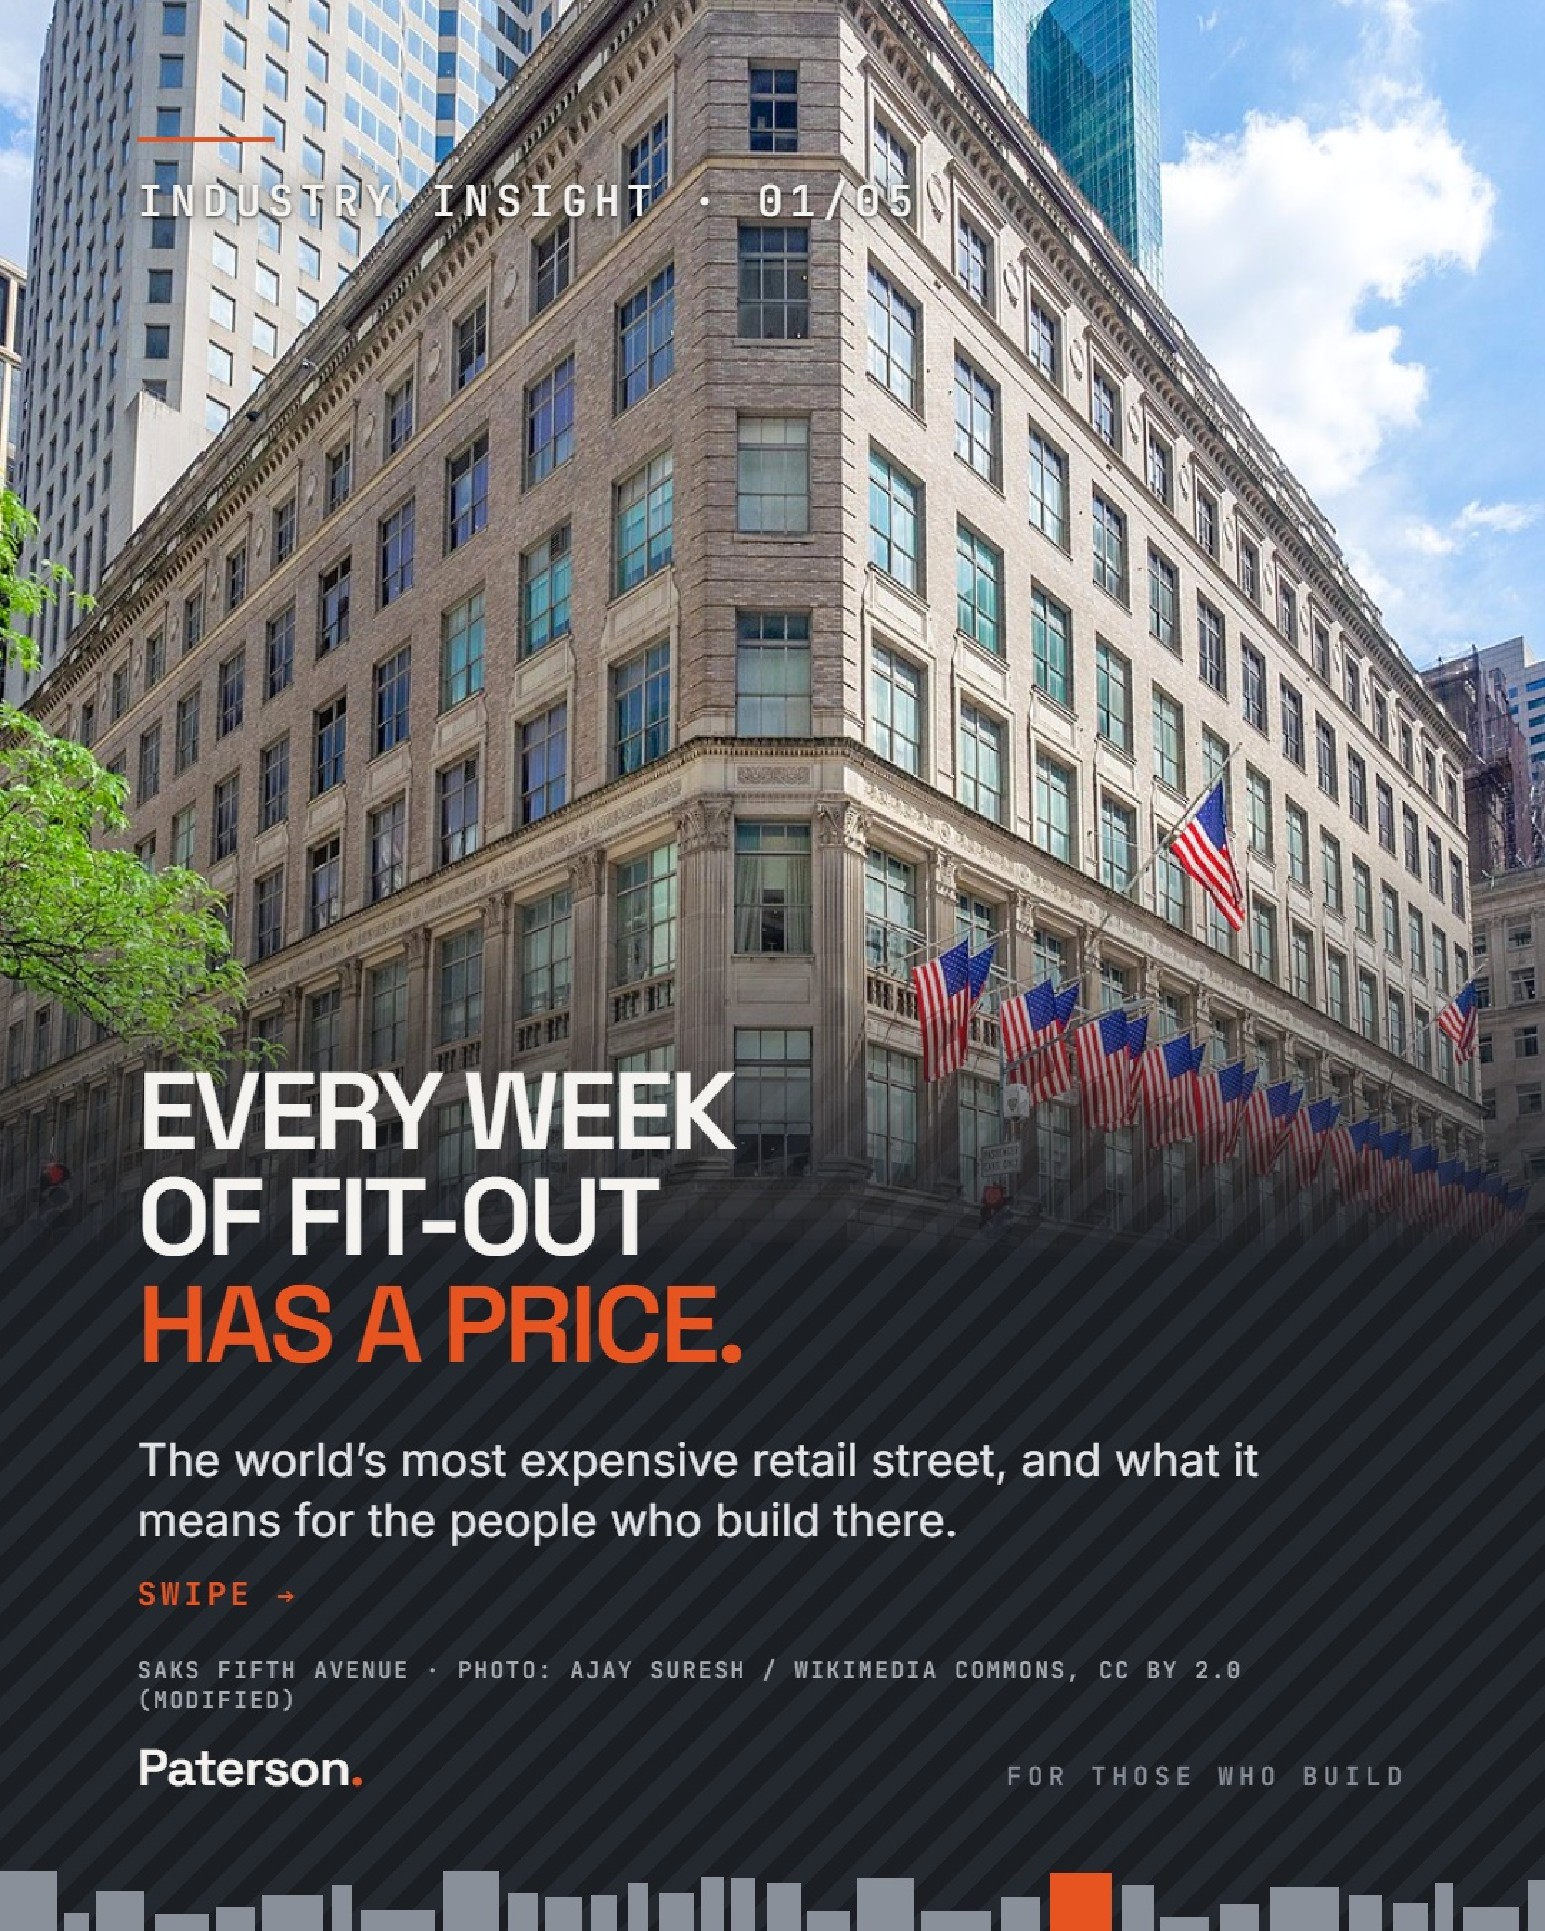 INDUSTRY INSIGHT · 01/05
EVERY WEEK
OF FIT-OUT
HAS A PRICE.
The world’s most expensive retail street, and what it
means for the people who build there.
SWIPE →
SAKS FIFTH AVENUE · PHOTO: AJAY SURESH / WIKIMEDIA COMMONS, CC BY 2.0
(MODIFIED)
Paterson.
FOR THOSE WHO BUILD